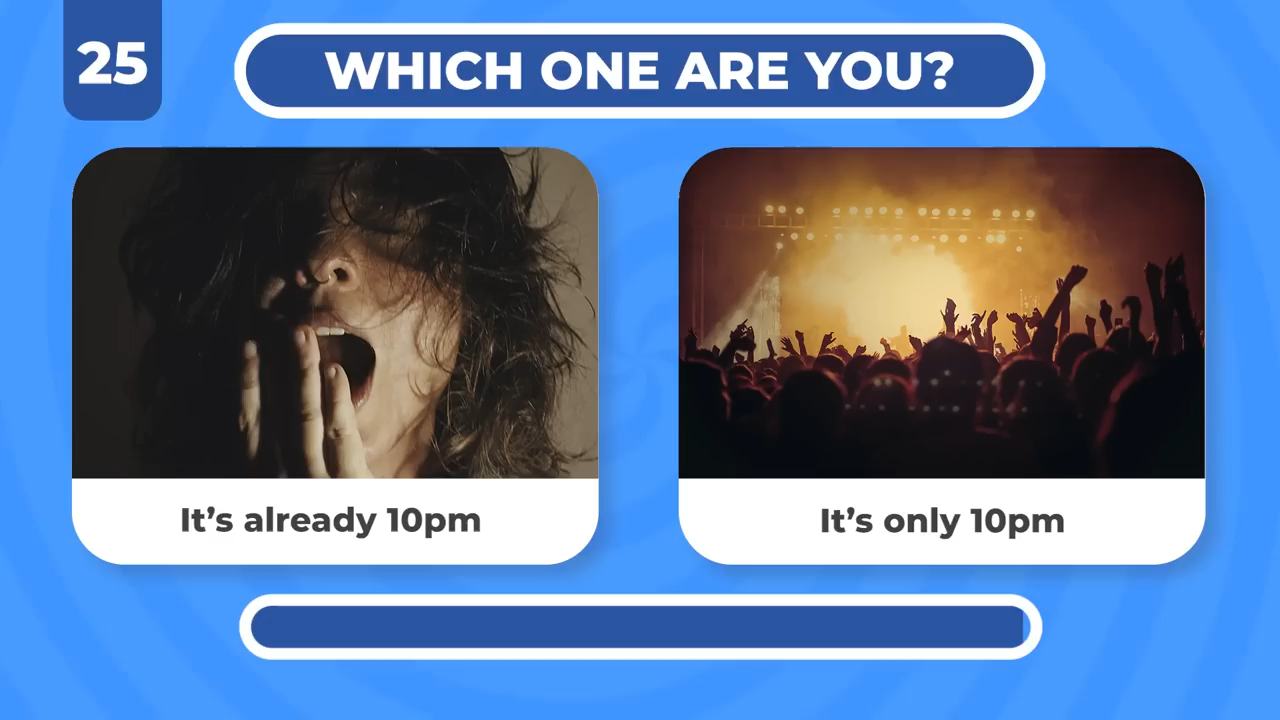 25
WHICH ONE ARE YOU?
It’s already 10pm
It’s only 10pm